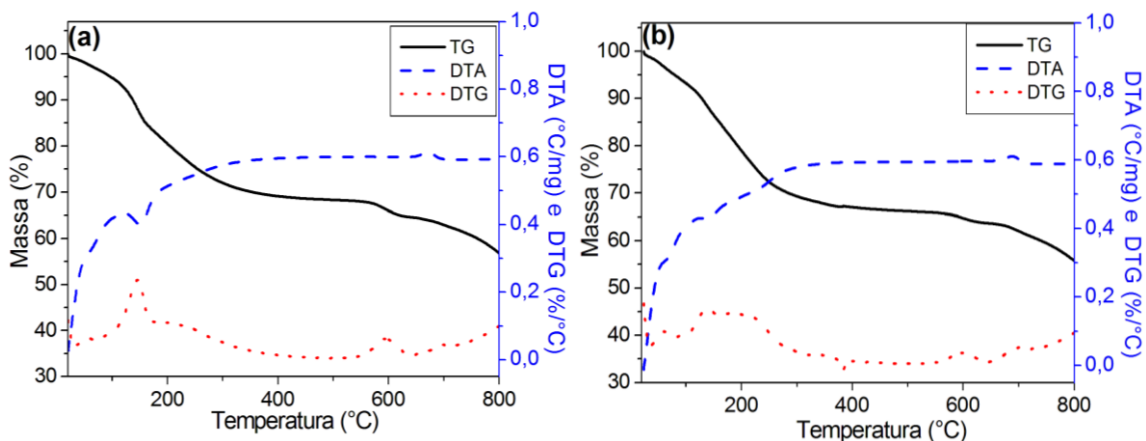 (a)
TG
DTA
DTG
100
90
80
70
60
50
40
30
Massa (%)
200
400
600
800
Temperatura (°C)
1,0
0,8
0,6
0,4
0,2
0,0
DTA (°C/mg) e DTG (%/°C)
(b)
TG
DTA
DTG
100
90
80
70
60
50
40
30
Massa (%)
200
400
600
800
Temperatura (°C)
1,0
0,8
0,6
0,4
0,2
0,0
DTA (°C/mg) e DTG (%/°C)